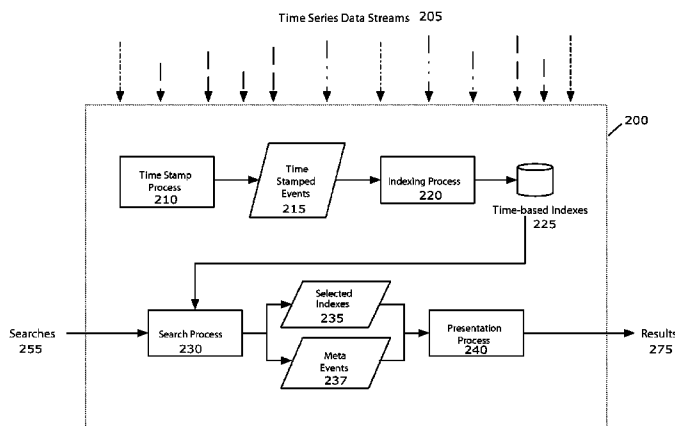 Time Series Data Streams 205
200
Time Stamp
Process
210
Time
Stamped
Events
215
Indexing Process
220
Time-based Indexes
225
Searches
255
Search Process
230
Selected
Indexes
235
Meta
Events
237
Presentation
Process
240
Results
275